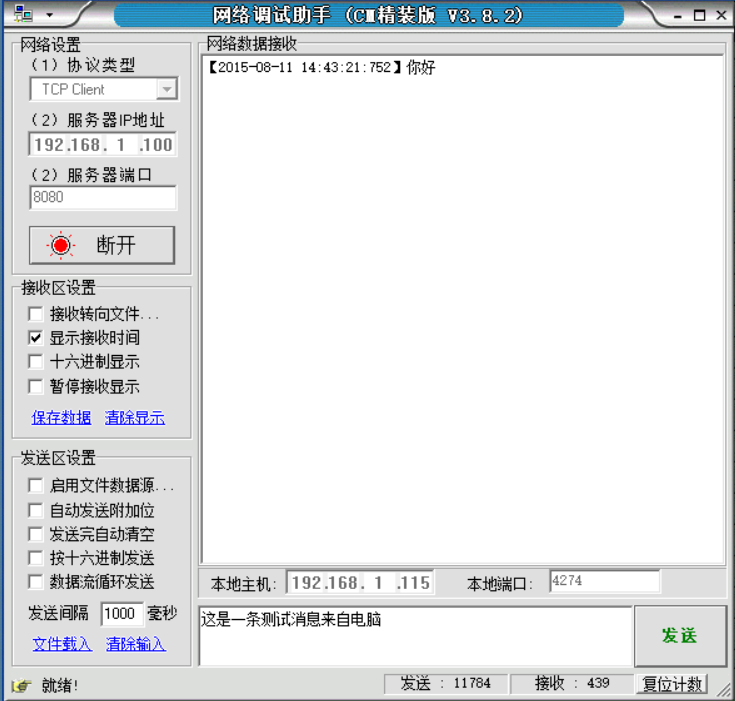 网络调试助手 (CⅢ精装版 V3.8.2)
网络设置
(1) 协议类型
TCP Client
(2) 服务器IP地址
192.168. 1 .100
(2) 服务器端口
8080
断开
接收区设置
接收转向文件...
显示接收时间
十六进制显示
暂停接收显示
保存数据 清除显示
发送区设置
启用文件数据源...
自动发送附加位
发送完自动清空
按十六进制发送
数据流循环发送
发送间隔 1000 毫秒
文件载入 清除输入
网络数据接收
【2015-08-11 14:43:21:752】你好
本地主机: 192.168. 1 .115 本地端口: 4274
这是一条测试消息来自电脑
发送
就绪!
发送 : 11784 接收 : 439 复位计数